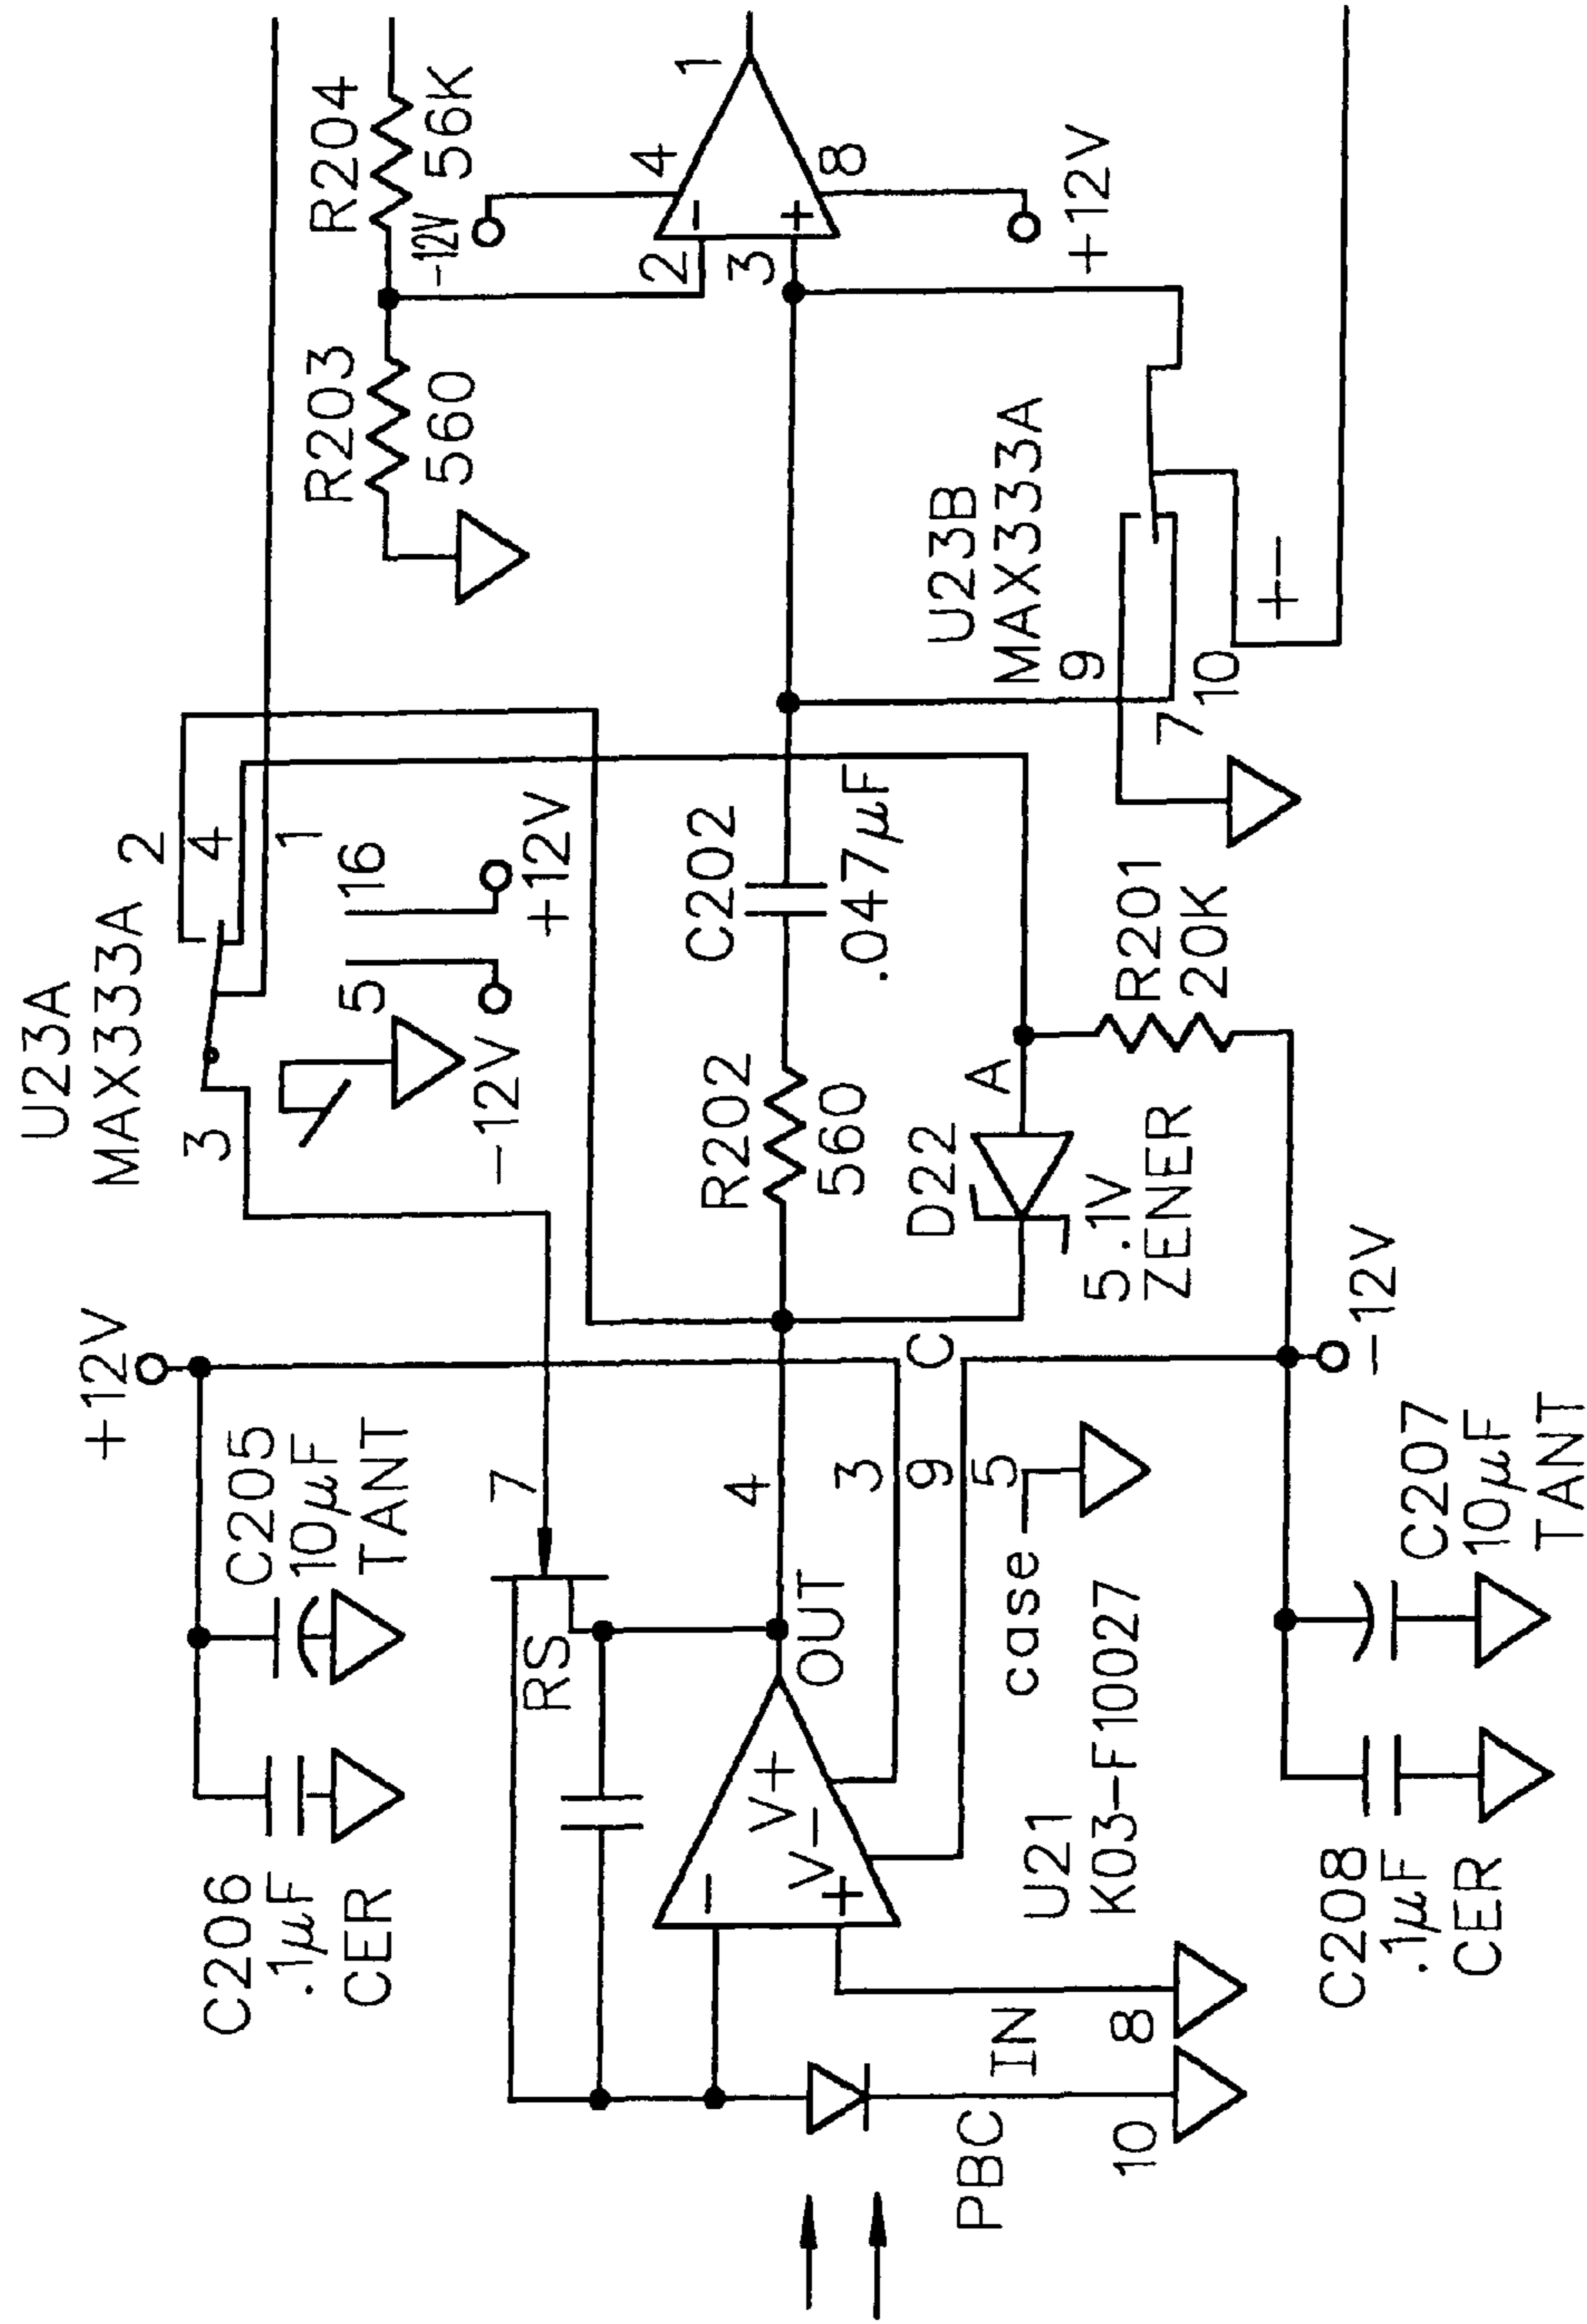 U23A
MAX333A
2
4
1
3
5
16
-12V
+12V
R204
56K
R203
560
-12V
4
1
2
-
3
+
8
+12V
+12V
C205
10µF
TANT
C206
.1µF
CER
7
RS
4
OUT
3
9
5
V+
V-
-
+
case
U21
K03-F10027
PBC
IN
10
8
R202
560
C202
.047µF
D22
A
C
5.1V
ZENER
R201
20K
U23B
MAX333A
9
7
10
+-
-12V
C207
10µF
TANT
C208
.1µF
CER